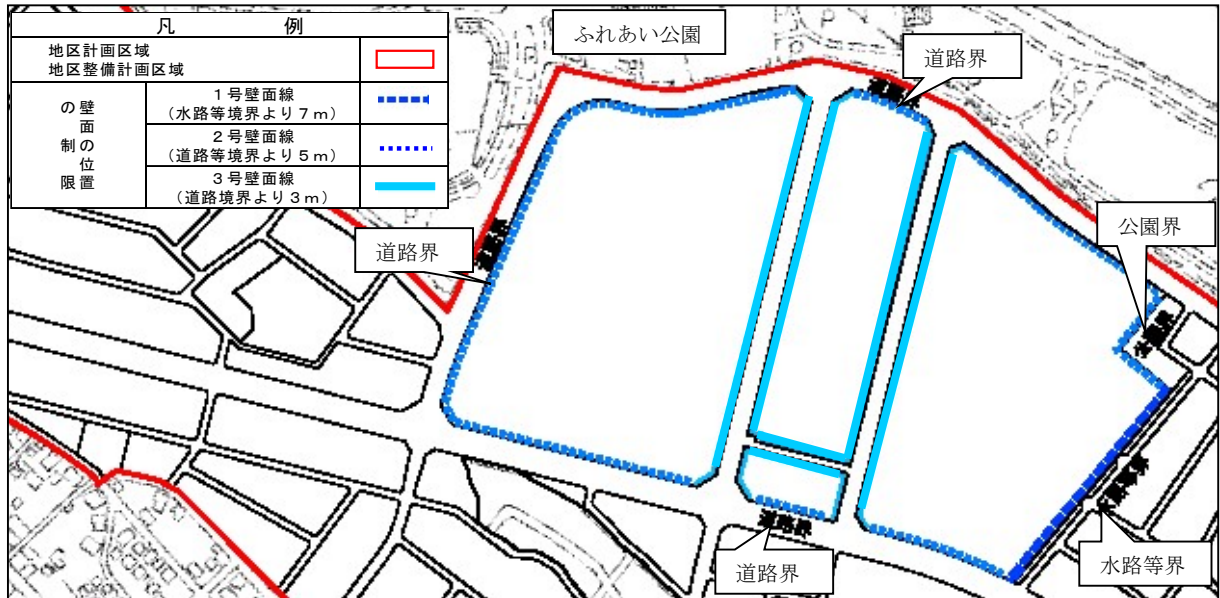 凡 例
地区計画区域
地区整備計画区域
壁面の位置の制限
1号壁面線
(水路等境界より7m)
2号壁面線
(道路等境界より5m)
3号壁面線
(道路境界より3m)
ふれあい公園
道路界
道路界
公園界
道路界
水路等界